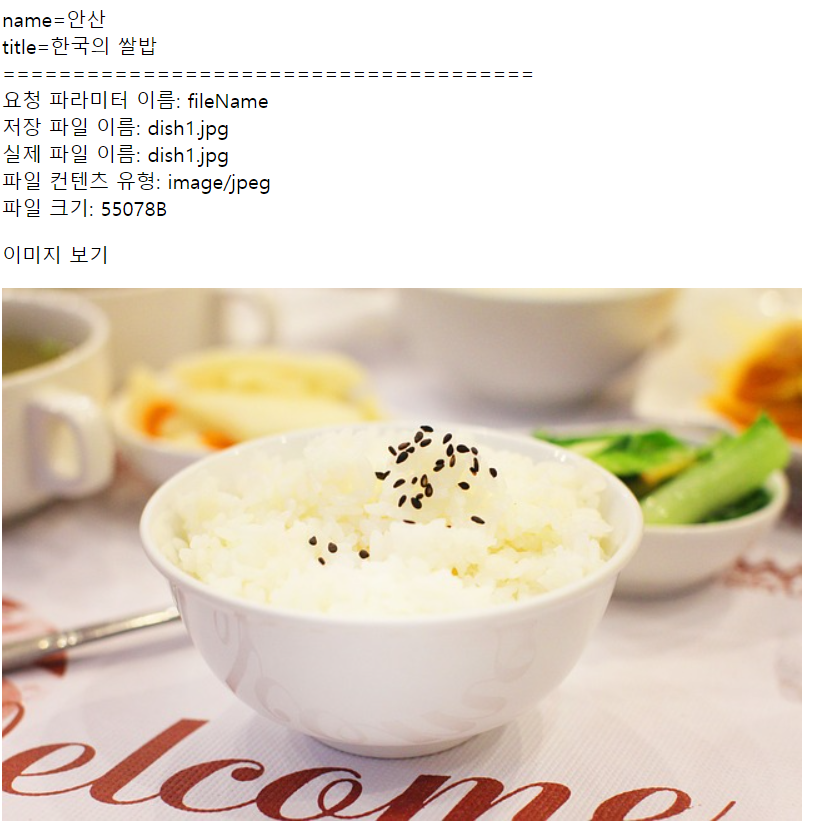 name=안산
title=한국의 쌀밥
======================================
요청 파라미터 이름: fileName
저장 파일 이름: dish1.jpg
실제 파일 이름: dish1.jpg
파일 컨텐츠 유형: image/jpeg
파일 크기: 55078B
이미지 보기
elcome